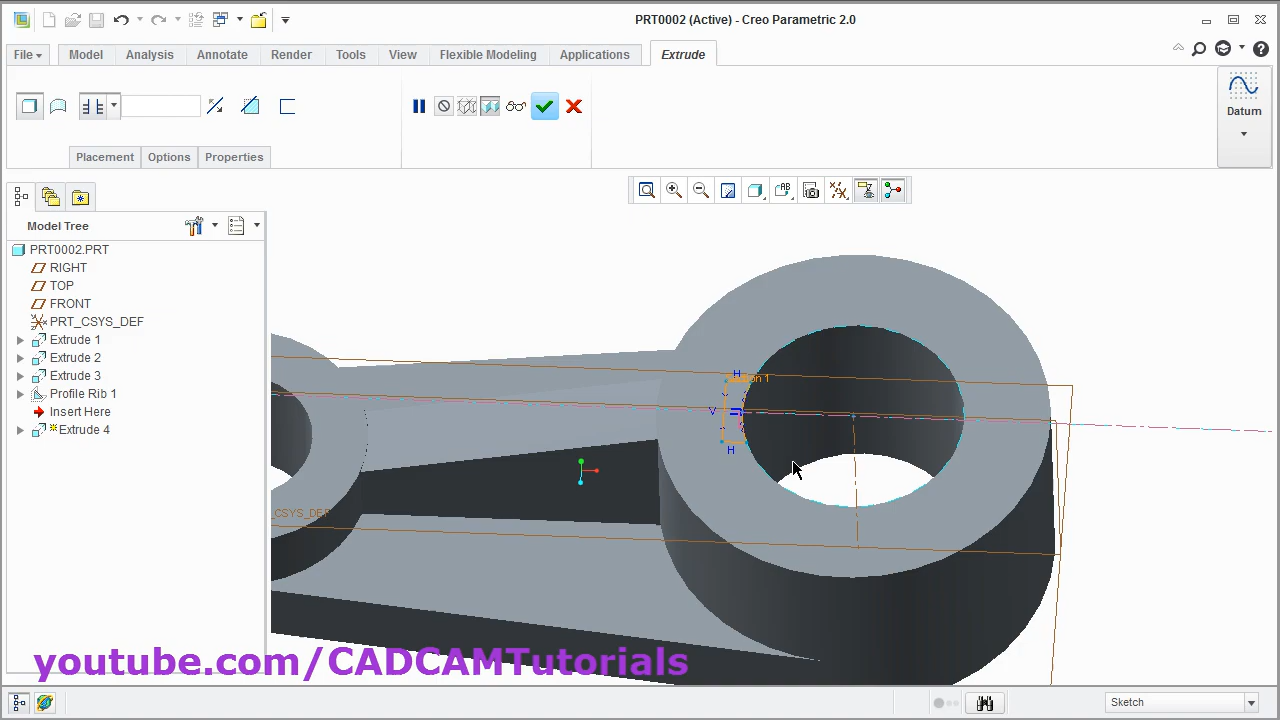 PRT0002 (Active) - Creo Parametric 2.0
File Model Analysis Annotate Render Tools View Flexible Modeling Applications Extrude
Datum
Placement Options Properties
Model Tree
PRT0002.PRT
RIGHT
TOP
FRONT
PRT_CSYS_DEF
Extrude 1
Extrude 2
Extrude 3
Profile Rib 1
Insert Here
Extrude 4
H
V
H
_CSYS_DEF
youtube.com/CADCAMTutorials
Sketch